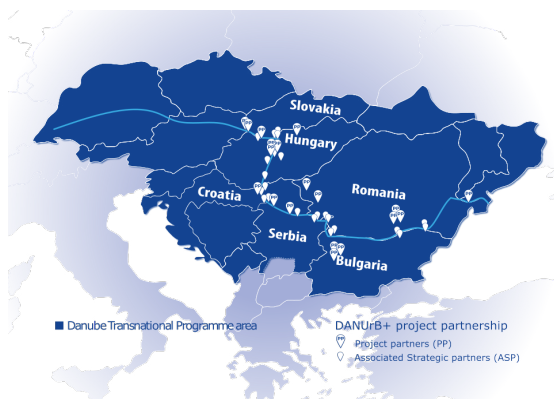 Slovakia
Hungary
Croatia
Romania
Serbia
Bulgaria
Danube Transnational Programme area
DANUrB+ project partnership
PP Project partners (PP)
Associated Strategic partners (ASP)